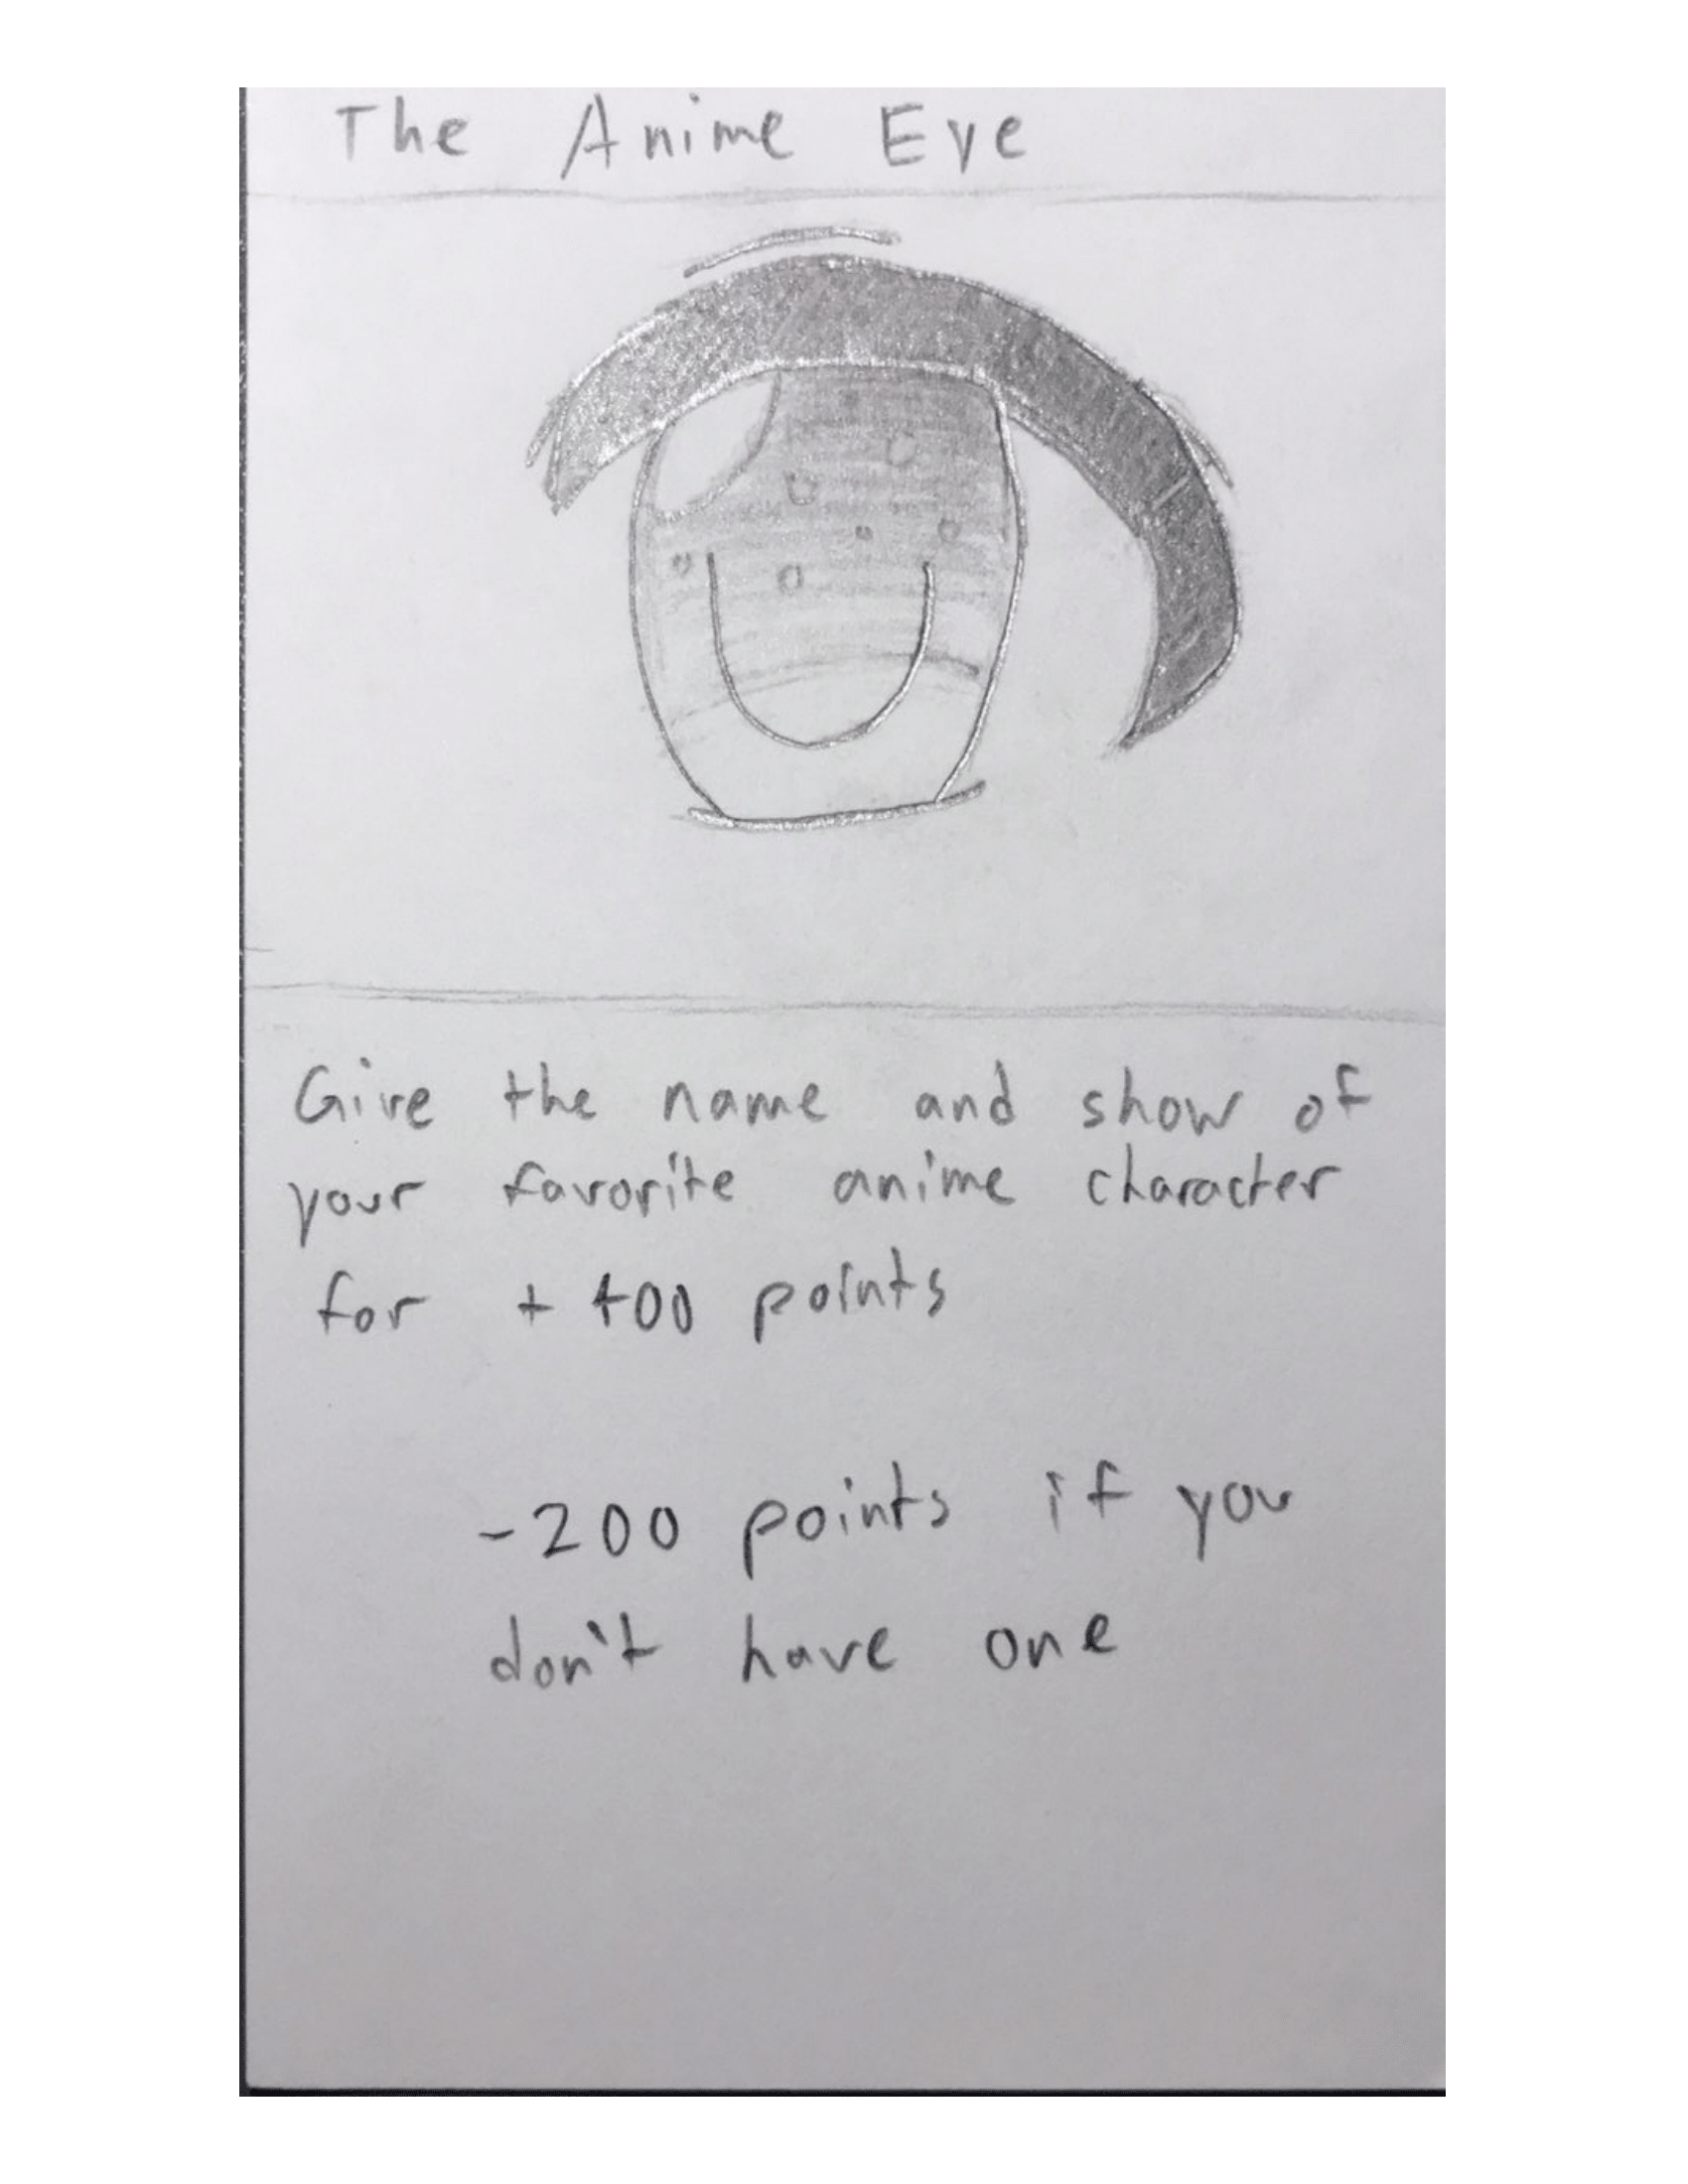 The Anime Eye
Give the name and show of
your favorite anime character
for + 400 points
-200 points if you
don't have one